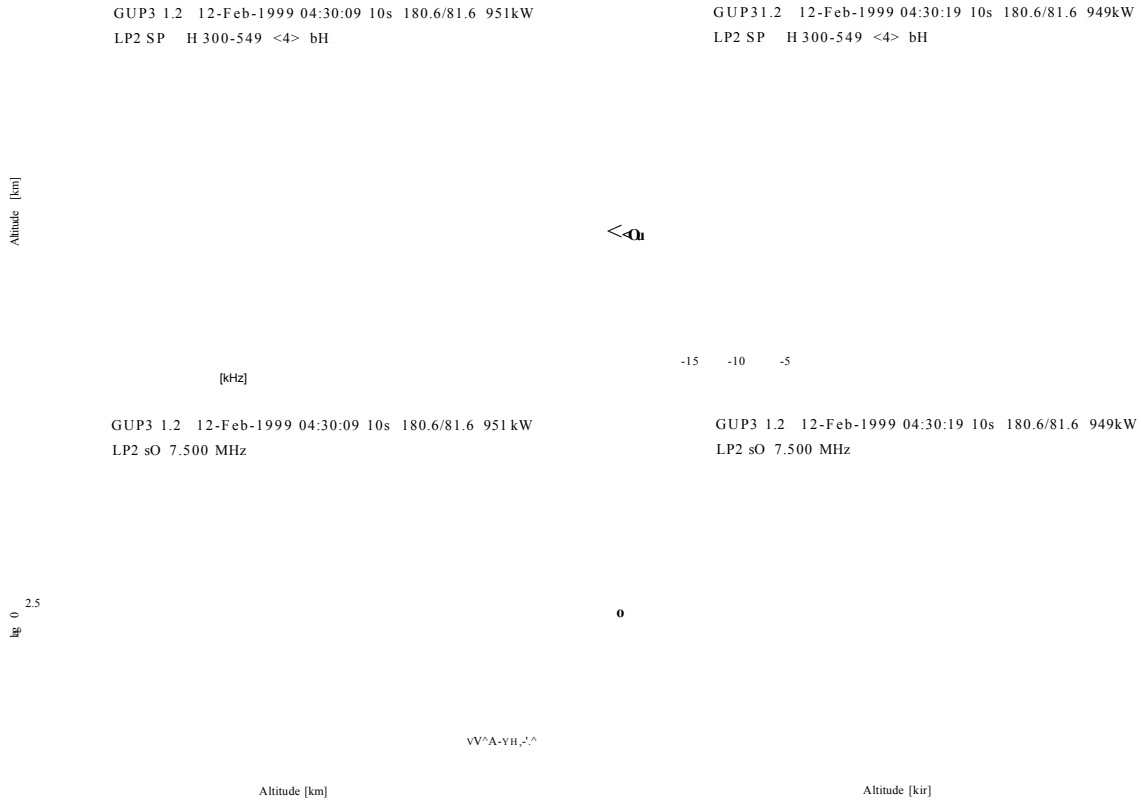 GUP3 1.2 12-Feb-1999 04:30:09 10s 180.6/81.6 951kW
LP2 SP H 300-549 <4> bH
GUP31.2 12-Feb-1999 04:30:19 10s 180.6/81.6 949kW
LP2 SP H 300-549 <4> bH
Altitude [km]
-15 -10 -5
[kHz]
GUP3 1.2 12-Feb-1999 04:30:09 10s 180.6/81.6 951kW
LP2 sO 7.500 MHz
GUP3 1.2 12-Feb-1999 04:30:19 10s 180.6/81.6 949kW
LP2 sO 7.500 MHz
2.5
lag 0
o
vV^A-YH,-'.^
Altitude [km]
Altitude [kir]